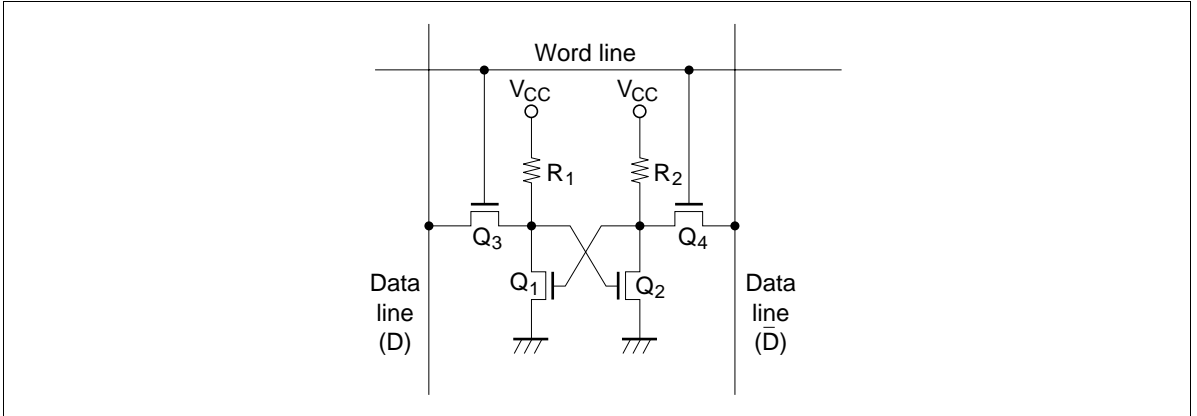 Word line
VCC
VCC
R1
R2
Q3
Q4
Q1
Q2
Data
line
(D)
Data
line
(D̅)